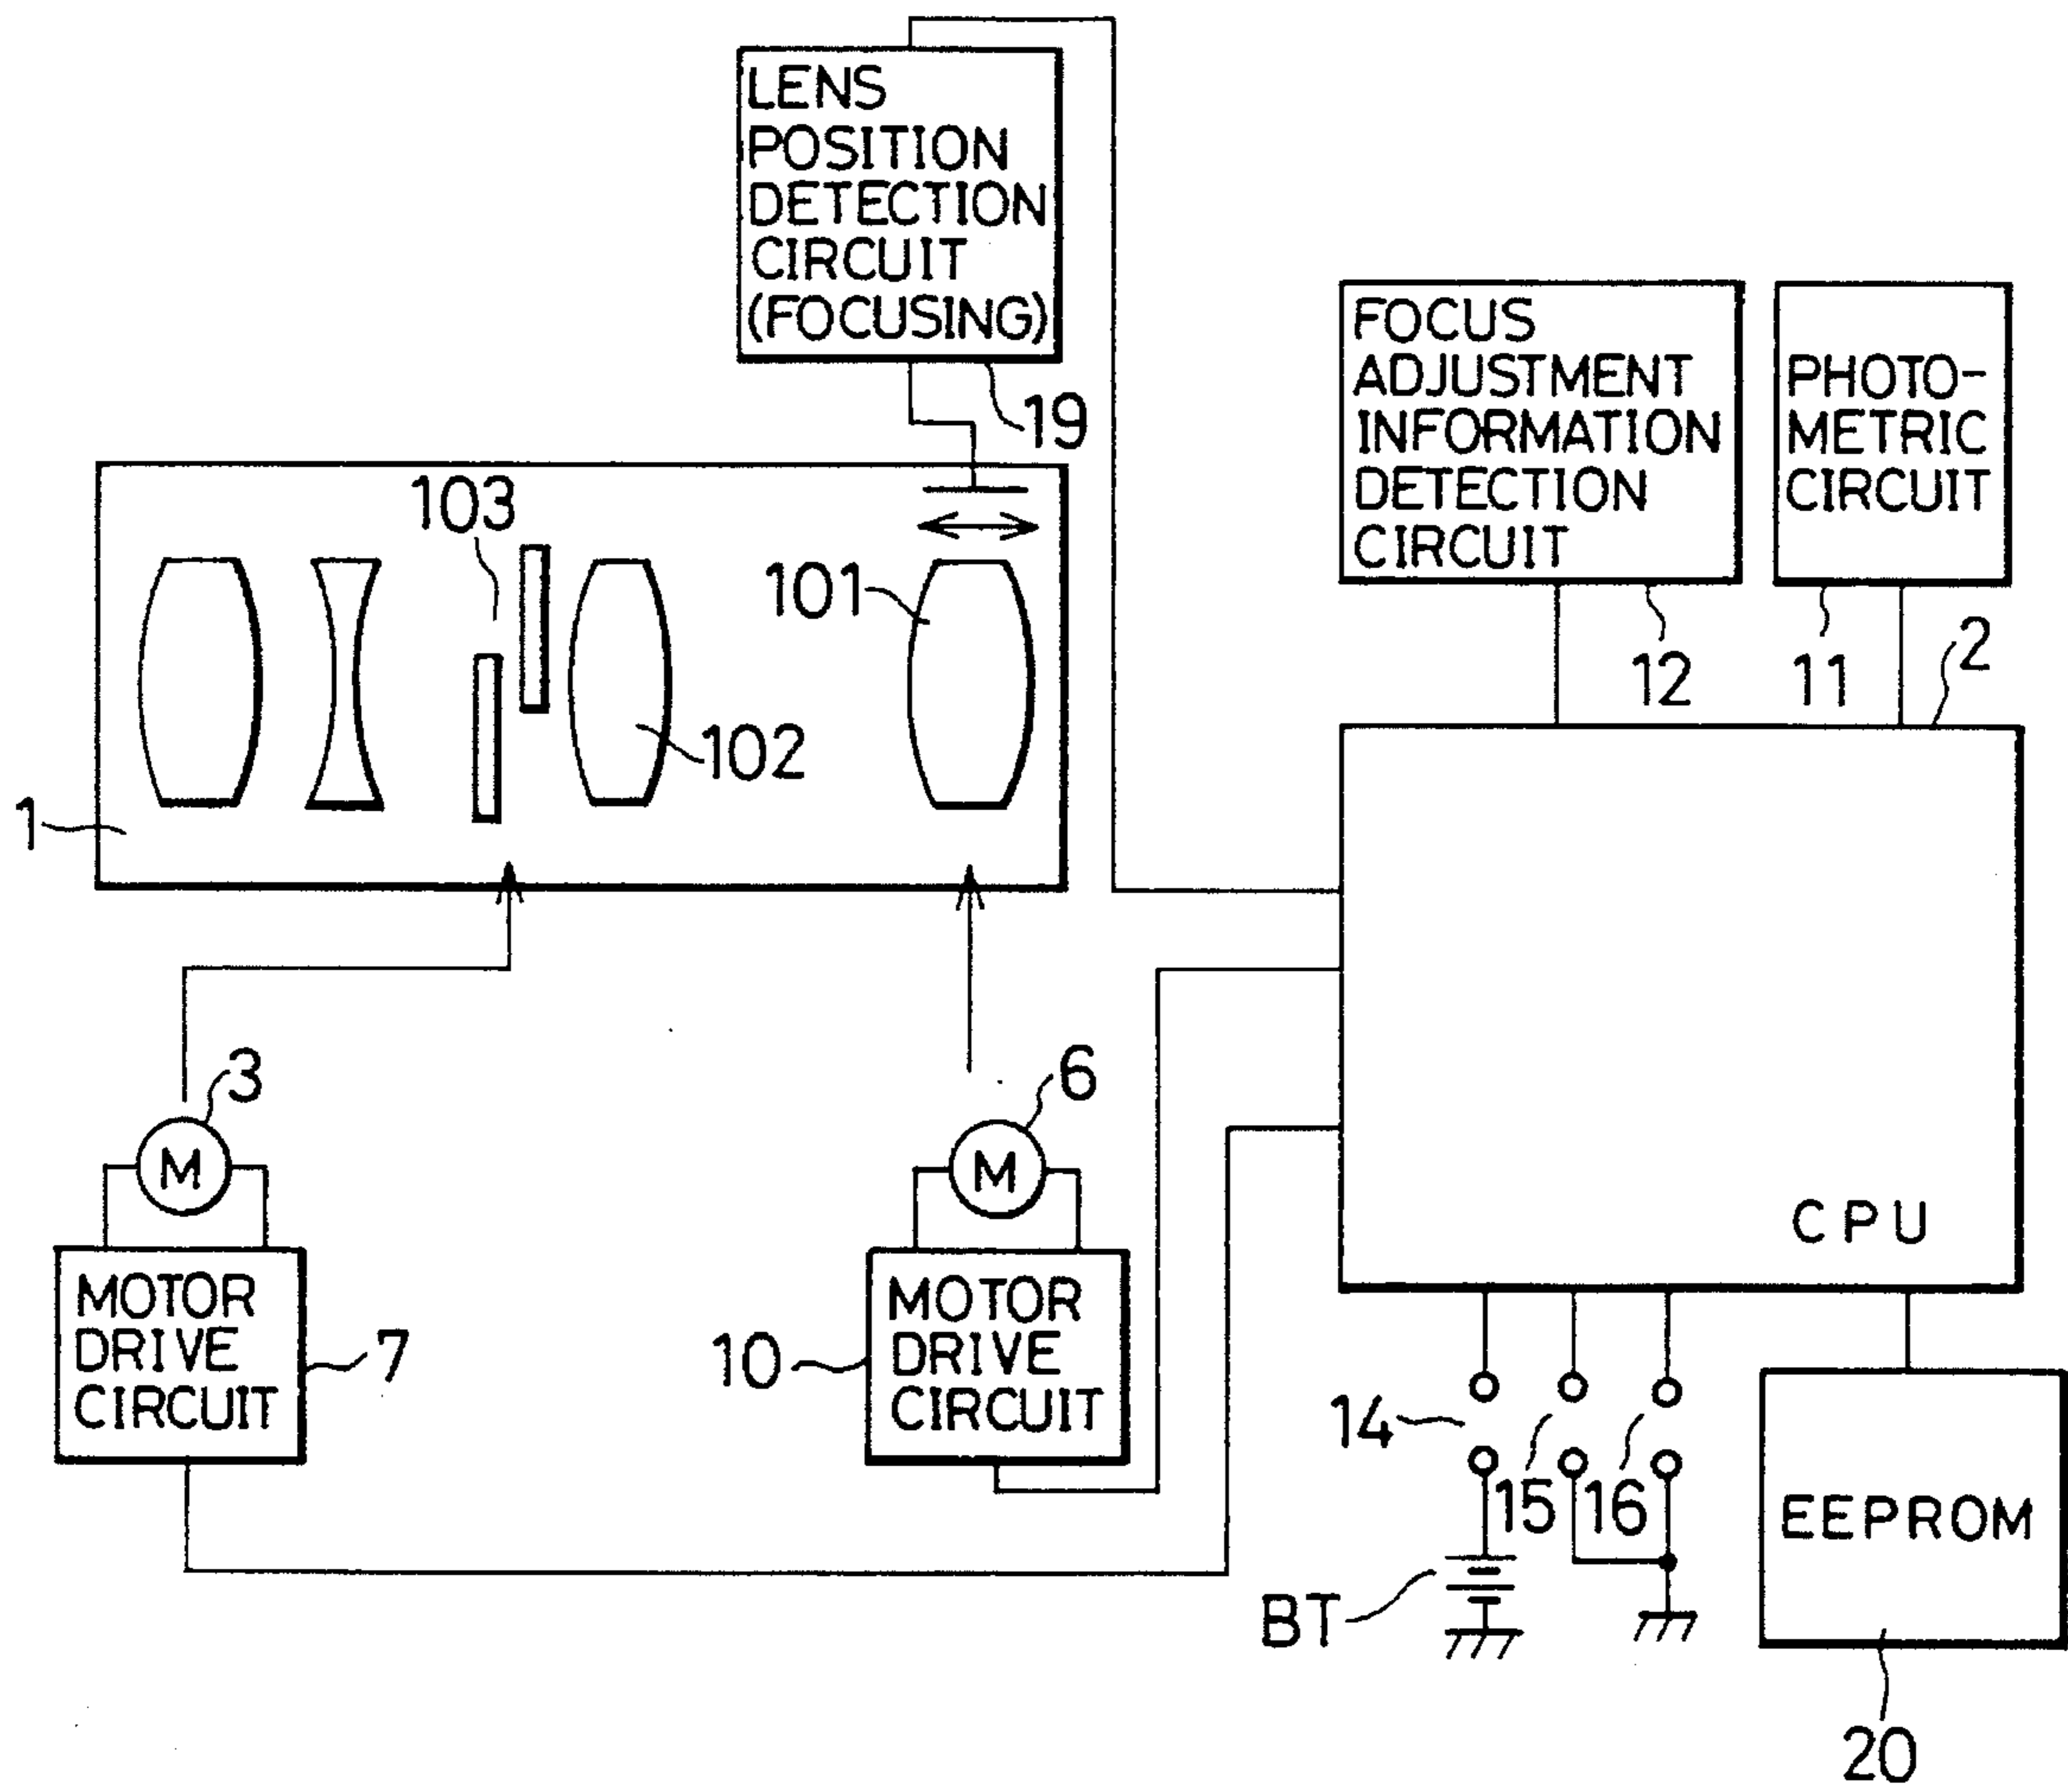 LENS
POSITION
DETECTION
CIRCUIT
(FOCUSING)
19
FOCUS
ADJUSTMENT
INFORMATION
DETECTION
CIRCUIT
12
PHOTO-
METRIC
CIRCUIT
11
2
103
101
102
1
3
M
6
M
CPU
MOTOR
DRIVE
CIRCUIT
7
10
MOTOR
DRIVE
CIRCUIT
14
15
16
BT
EEPROM
20